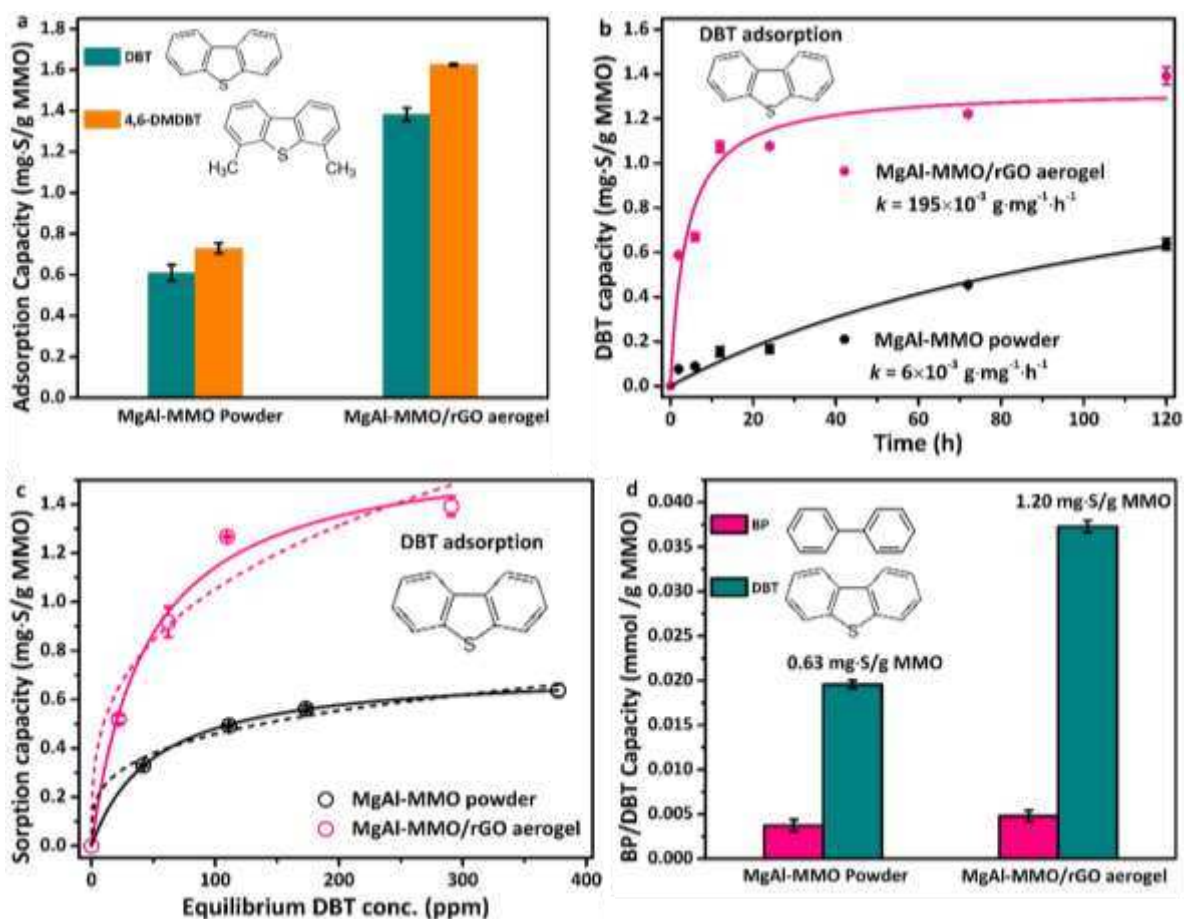 a
Adsorption Capacity (mg·S/g MMO)
1.8
1.6
1.4
1.2
1.0
0.8
0.6
0.4
0.2
0.0
DBT
S
4,6-DMDBT
H₃C
S
CH₃
MgAl-MMO Powder
MgAl-MMO/rGO aerogel
b
DBT capacity (mg·S/g MMO)
1.6
1.4
1.2
1.0
0.8
0.6
0.4
0.2
0.0
DBT adsorption
S
MgAl-MMO/rGO aerogel
k = 195×10⁻³ g·mg⁻¹·h⁻¹
MgAl-MMO powder
k = 6×10⁻³ g·mg⁻¹·h⁻¹
0 20 40 60 80 100 120
Time (h)
c
Sorption capacity (mg·S/g MMO)
1.4
1.2
1.0
0.8
0.6
0.4
0.2
0.0
DBT adsorption
S
MgAl-MMO powder
MgAl-MMO/rGO aerogel
0 100 200 300 400
Equilibrium DBT conc. (ppm)
d
BP/DBT Capacity (mmol /g MMO)
0.040
0.035
0.030
0.025
0.020
0.015
0.010
0.005
0.000
BP
DBT
S
1.20 mg·S/g MMO
0.63 mg·S/g MMO
MgAl-MMO Powder
MgAl-MMO/rGO aerogel